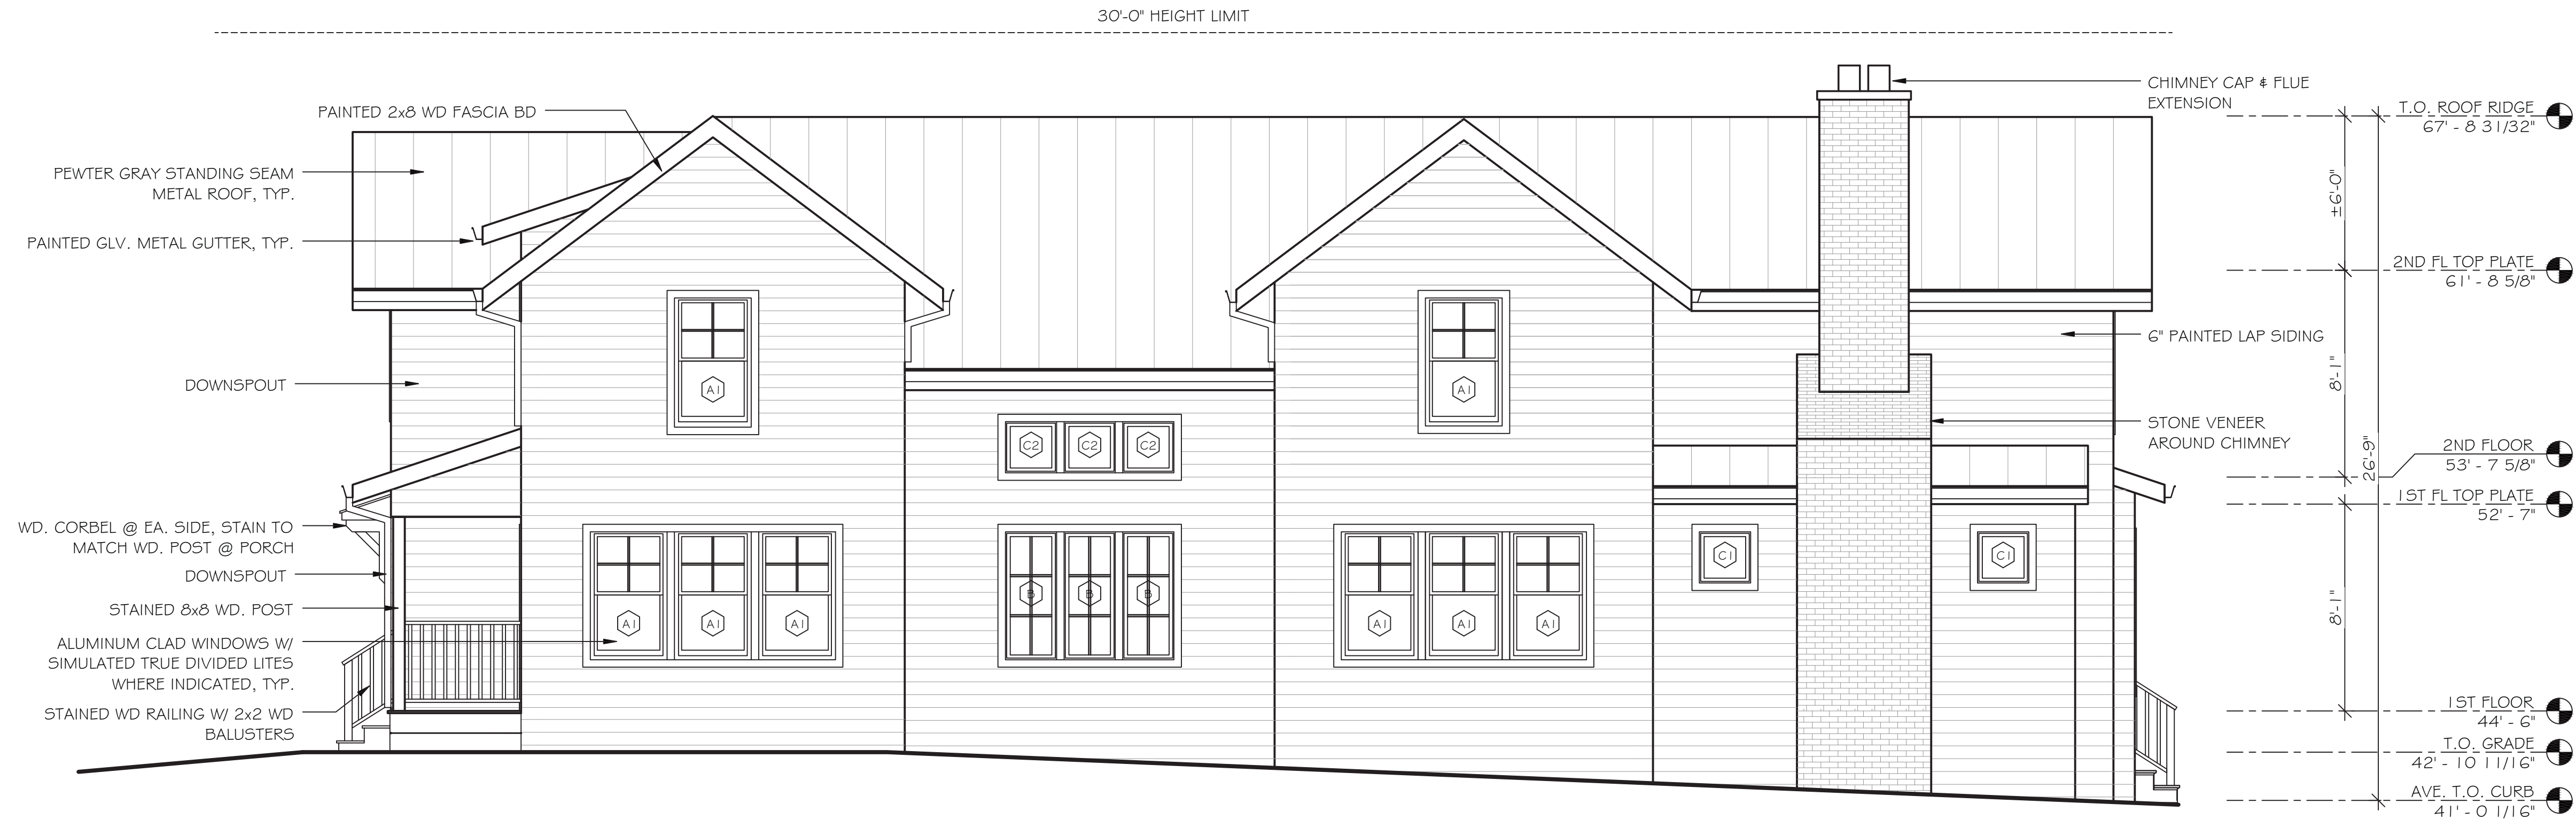 30'-0" HEIGHT LIMIT
PAINTED 2x8 WD FASCIA BD
PEWTER GRAY STANDING SEAM
METAL ROOF, TYP.
PAINTED GLV. METAL GUTTER, TYP.
DOWNSPOUT
WD. CORBEL @ EA. SIDE, STAIN TO
MATCH WD. POST @ PORCH
DOWNSPOUT
STAINED 8x8 WD. POST
ALUMINUM CLAD WINDOWS W/
SIMULATED TRUE DIVIDED LITES
WHERE INDICATED, TYP.
STAINED WD RAILING W/ 2x2 WD
BALUSTERS
A1
A1
C2 C2 C2
A1 A1 A1
B B B
A1 A1 A1
C1
C1
CHIMNEY CAP & FLUE
EXTENSION
6" PAINTED LAP SIDING
STONE VENEER
AROUND CHIMNEY
±6'-0"
8'-1"
8'-1"
26'-9"
T.O. ROOF RIDGE
67' - 8 31/32"
2ND FL TOP PLATE
61' - 8 5/8"
2ND FLOOR
53' - 7 5/8"
1ST FL TOP PLATE
52' - 7"
1ST FLOOR
44' - 6"
T.O. GRADE
42' - 10 11/16"
AVE. T.O. CURB
41' - 0 1/16"